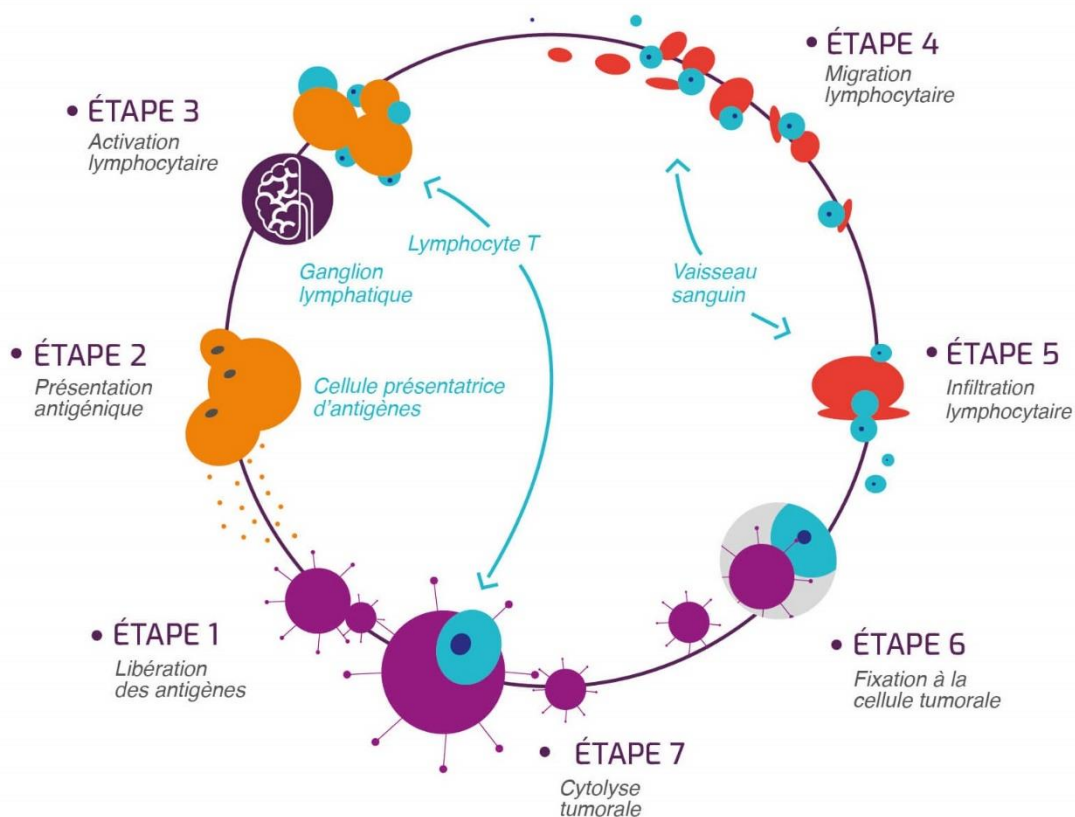 • ÉTAPE 1
Libération
des antigènes
• ÉTAPE 2
Présentation
antigénique
Cellule présentatrice
d'antigènes
• ÉTAPE 3
Activation
lymphocytaire
Ganglion
lymphatique
Lymphocyte T
• ÉTAPE 4
Migration
lymphocytaire
Vaisseau
sanguin
• ÉTAPE 5
Infiltration
lymphocytaire
• ÉTAPE 6
Fixation à la
cellule tumorale
• ÉTAPE 7
Cytolyse
tumorale